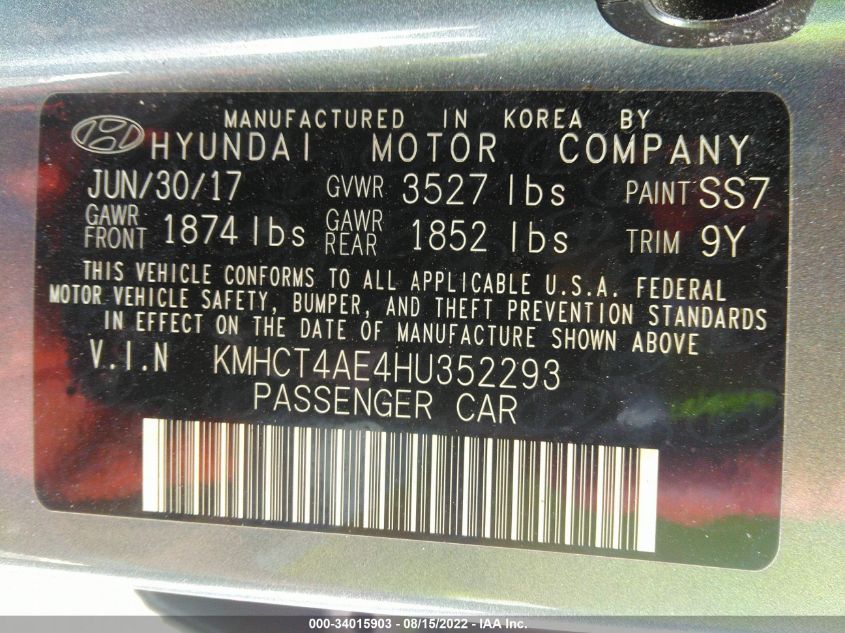 MANUFACTURED IN KOREA BY
HYUNDAI MOTOR COMPANY
JUN/30/17 GVWR 3527 lbs PAINT SS7
GAWR FRONT 1874 lbs GAWR REAR 1852 lbs TRIM 9Y
THIS VEHICLE CONFORMS TO ALL APPLICABLE U.S.A. FEDERAL
MOTOR VEHICLE SAFETY, BUMPER, AND THEFT PREVENTION STANDARDS
IN EFFECT ON THE DATE OF MANUFACTURE SHOWN ABOVE
V.I.N KMHCT4AE4HU352293
PASSENGER CAR
000-34015903 - 08/15/2022 - IAA Inc.